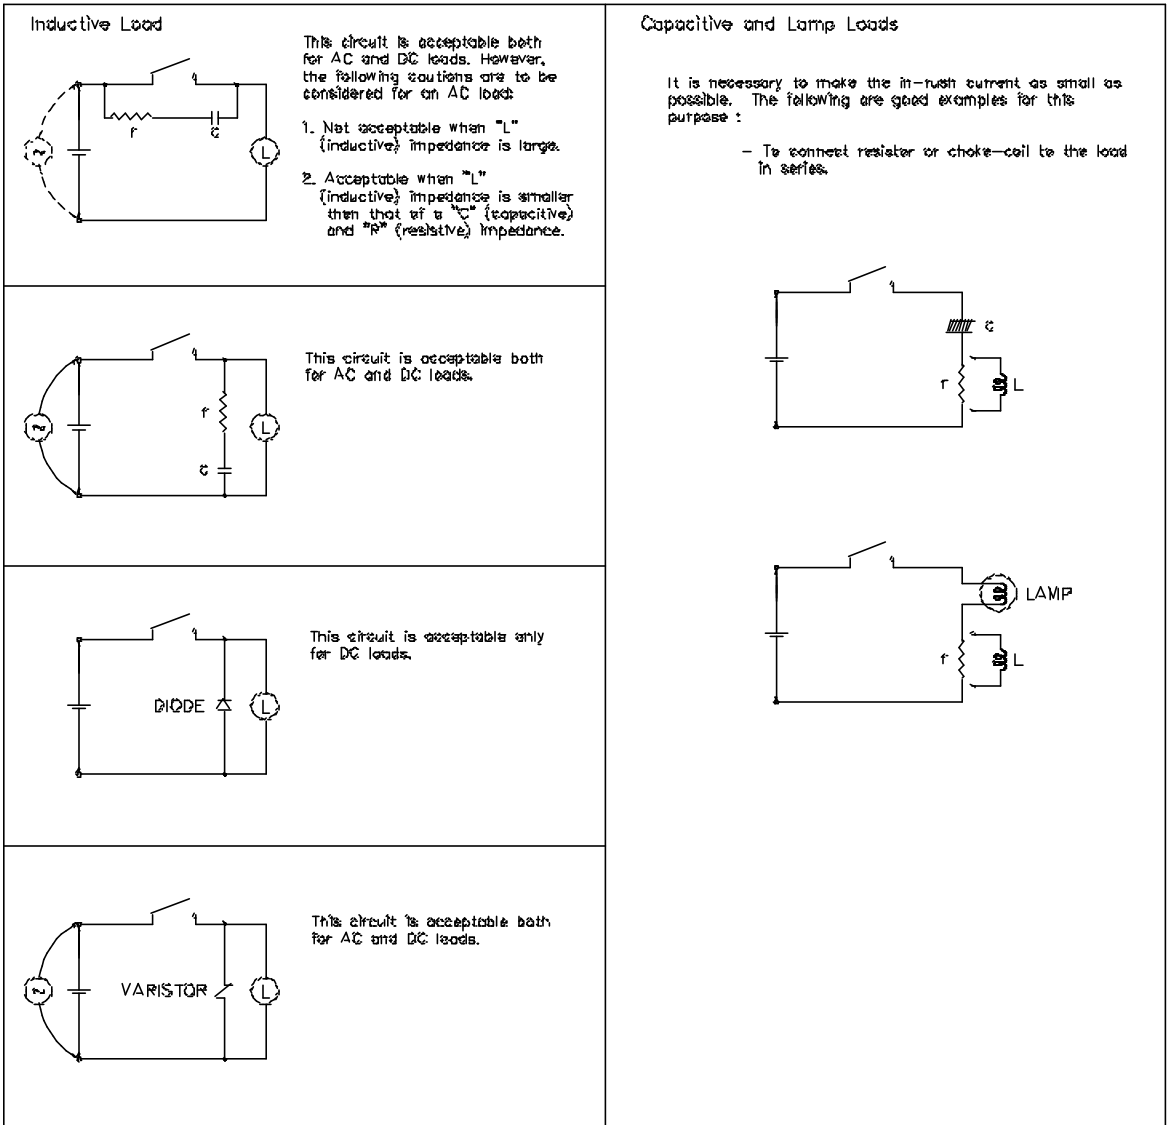 Inductive Load
This circuit is acceptable both
for AC and DC loads. However,
the following cautions are to be
considered for an AC load:
1. Not acceptable when "L"
(inductive) impedance is large.
2. Acceptable when "L"
(inductive) impedance is smaller
then that of a "C" (capacitive)
and "R" (resistive) impedance.
r
C
~
L
This circuit is acceptable both
for AC and DC loads.
r
~
L
C
This circuit is acceptable only
for DC loads.
DIODE
L
This circuit is acceptable both
for AC and DC loads.
~
VARISTOR
L
Capacitive and Lamp Loads
It is necessary to make the in-rush current as small as
possible. The following are good examples for this
purpose :
- To connect resistor or choke-coil to the load
in series.
C
r
L
LAMP
r
L